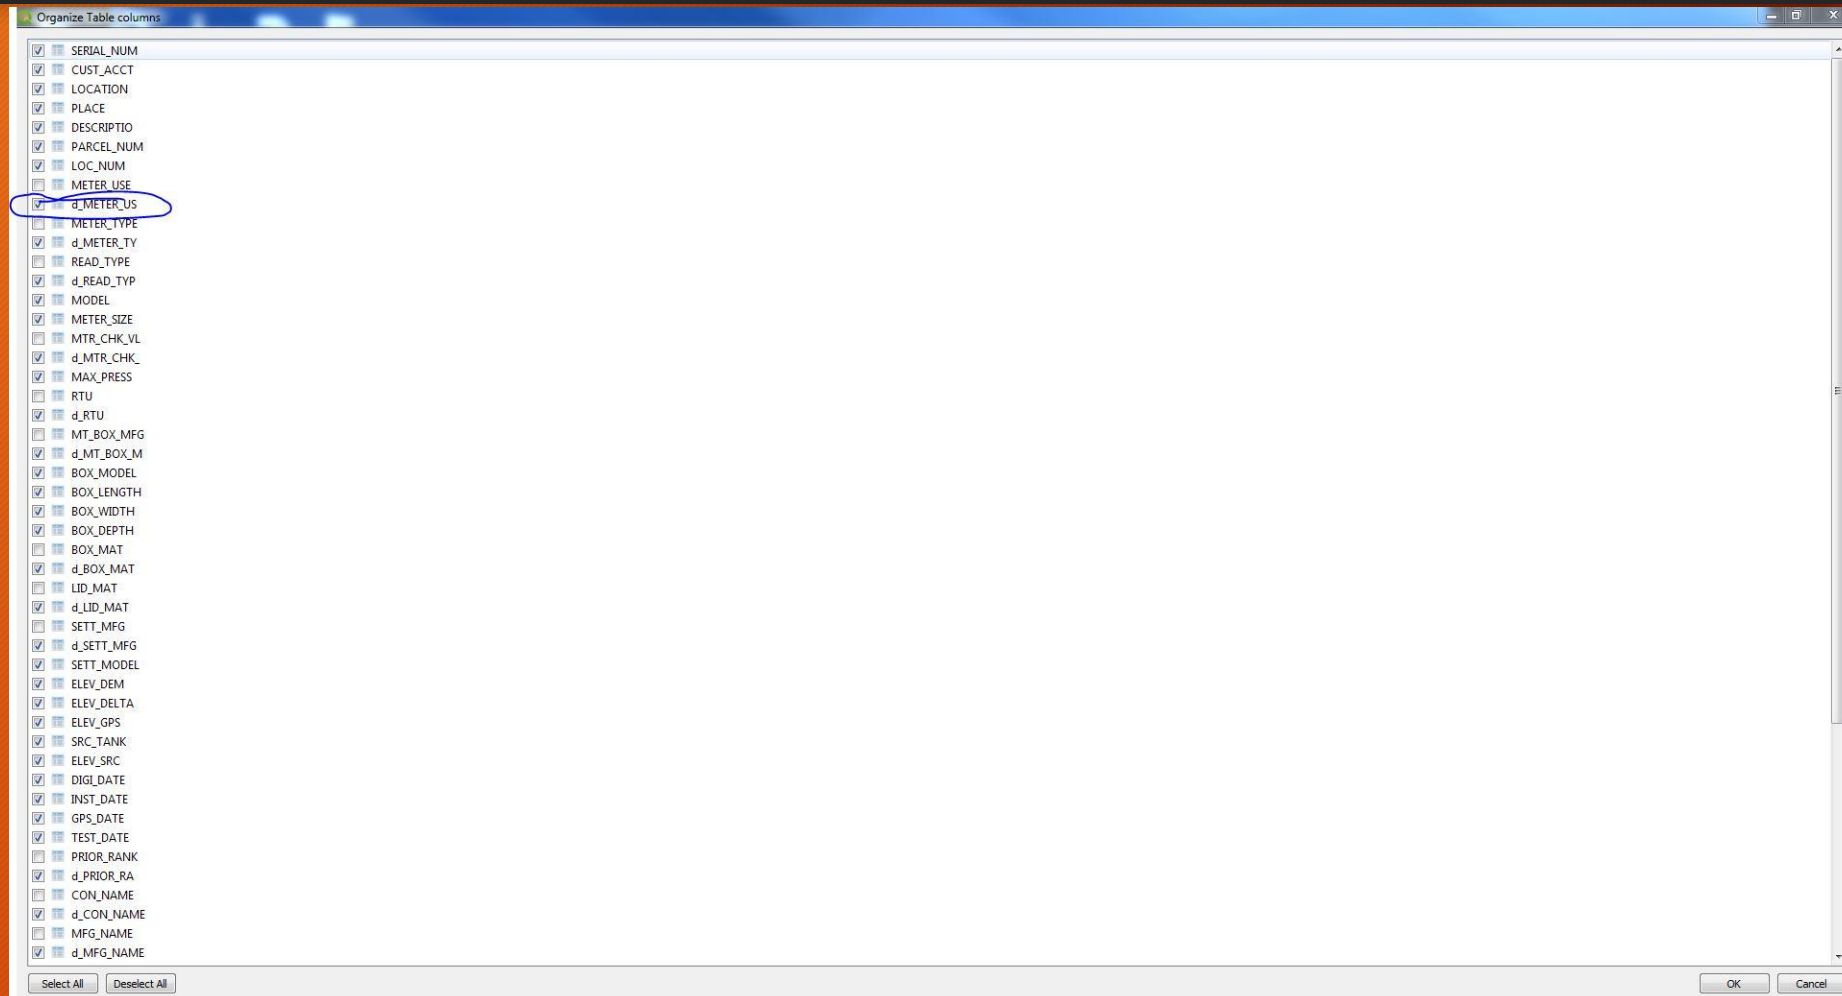 Organize Table columns
SERIAL_NUM
CUST_ACCT
LOCATION
PLACE
DESCRIPTIO
PARCEL_NUM
LOC_NUM
METER_USE
d_METER_US
METER_TYPE
d_METER_TY
READ_TYPE
d_READ_TYP
MODEL
METER_SIZE
MTR_CHK_VL
d_MTR_CHK_
MAX_PRESS
RTU
d_RTU
MT_BOX_MFG
d_MT_BOX_M
BOX_MODEL
BOX_LENGTH
BOX_WIDTH
BOX_DEPTH
BOX_MAT
d_BOX_MAT
LID_MAT
d_LID_MAT
SETT_MFG
d_SETT_MFG
SETT_MODEL
ELEV_DEM
ELEV_DELTA
ELEV_GPS
SRC_TANK
ELEV_SRC
DIGI_DATE
INST_DATE
GPS_DATE
TEST_DATE
PRIOR_RANK
d_PRIOR_RA
CON_NAME
d_CON_NAME
MFG_NAME
d_MFG_NAME
Select All Deselect All OK Cancel